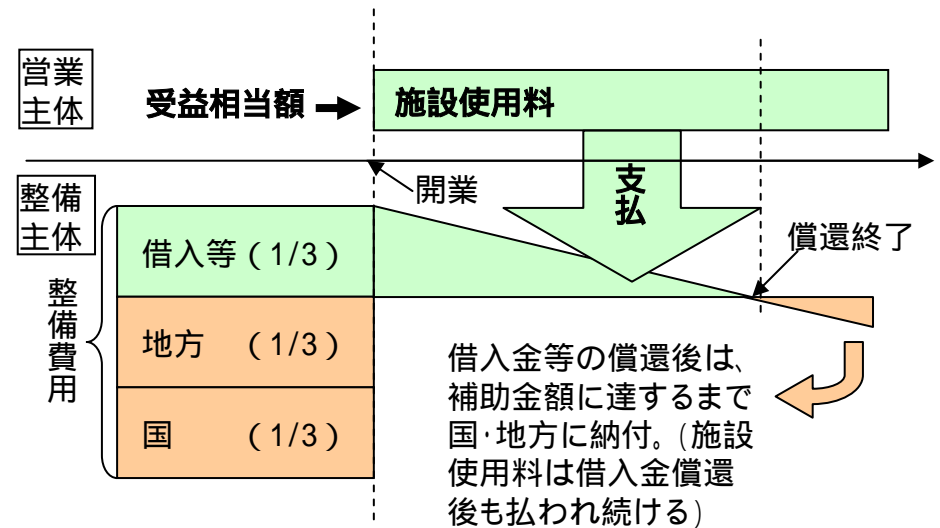 営業
主体
受益相当額
施設使用料
支
払
開業
整備
主体
償還終了
借入等(1/3)
整
備
費
用
地方 (1/3)
国 (1/3)
借入金等の償還後は、
補助金額に達するまで
国・地方に納付。(施設
使用料は借入金償還
後も払われ続ける)